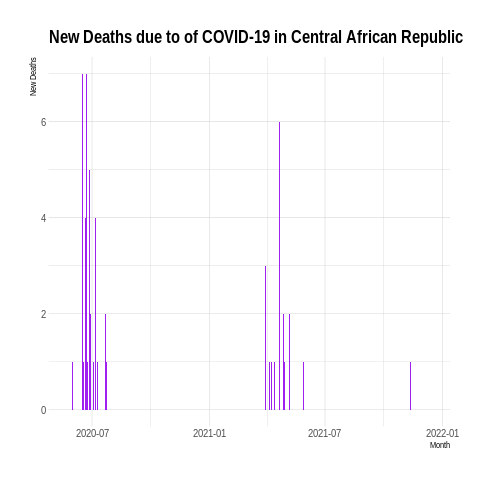 New Deaths due to of COVID-19 in Central African Republic
New Deaths
6
4
2
0
2020-07
2021-01
2021-07
2022-01
Month